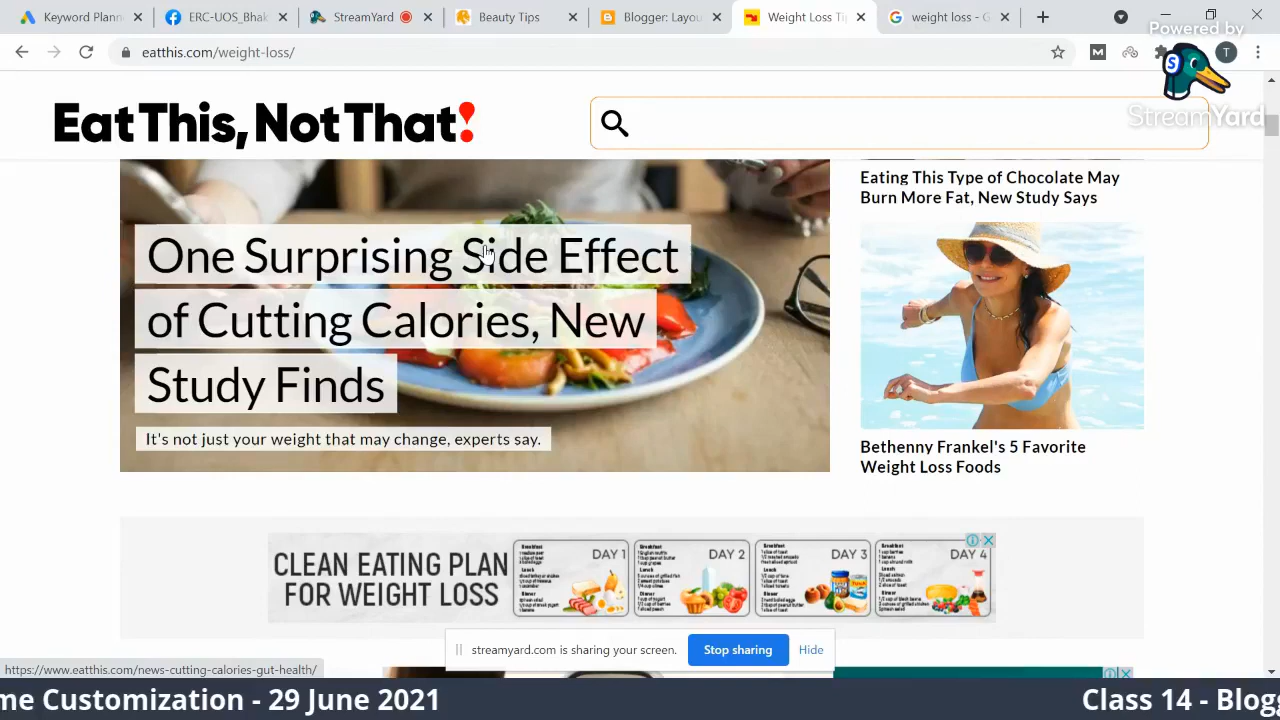 Keyword Plann
ERC-UOS_Bhak
StreamYard
Beauty Tips
Blogger: Layou
Weight Loss Ti
weight loss - G
eatthis.com/weight-loss/
M
T
Powered by
S
StreamYard
Eat This, Not That!
Eating This Type of Chocolate May
Burn More Fat, New Study Says
One Surprising Side Effect
of Cutting Calories, New
Study Finds
It's not just your weight that may change, experts say.
Bethenny Frankel's 5 Favorite
Weight Loss Foods
CLEAN EATING PLAN
FOR WEIGHT LOSS
DAY 1
DAY 2
DAY 3
DAY 4
streamyard.com is sharing your screen.
Stop sharing
Hide
https://www.eatthis.com/news-cutting-calories-gut-health/
me Customization - 29 June 2021
Class 14 - Blogg